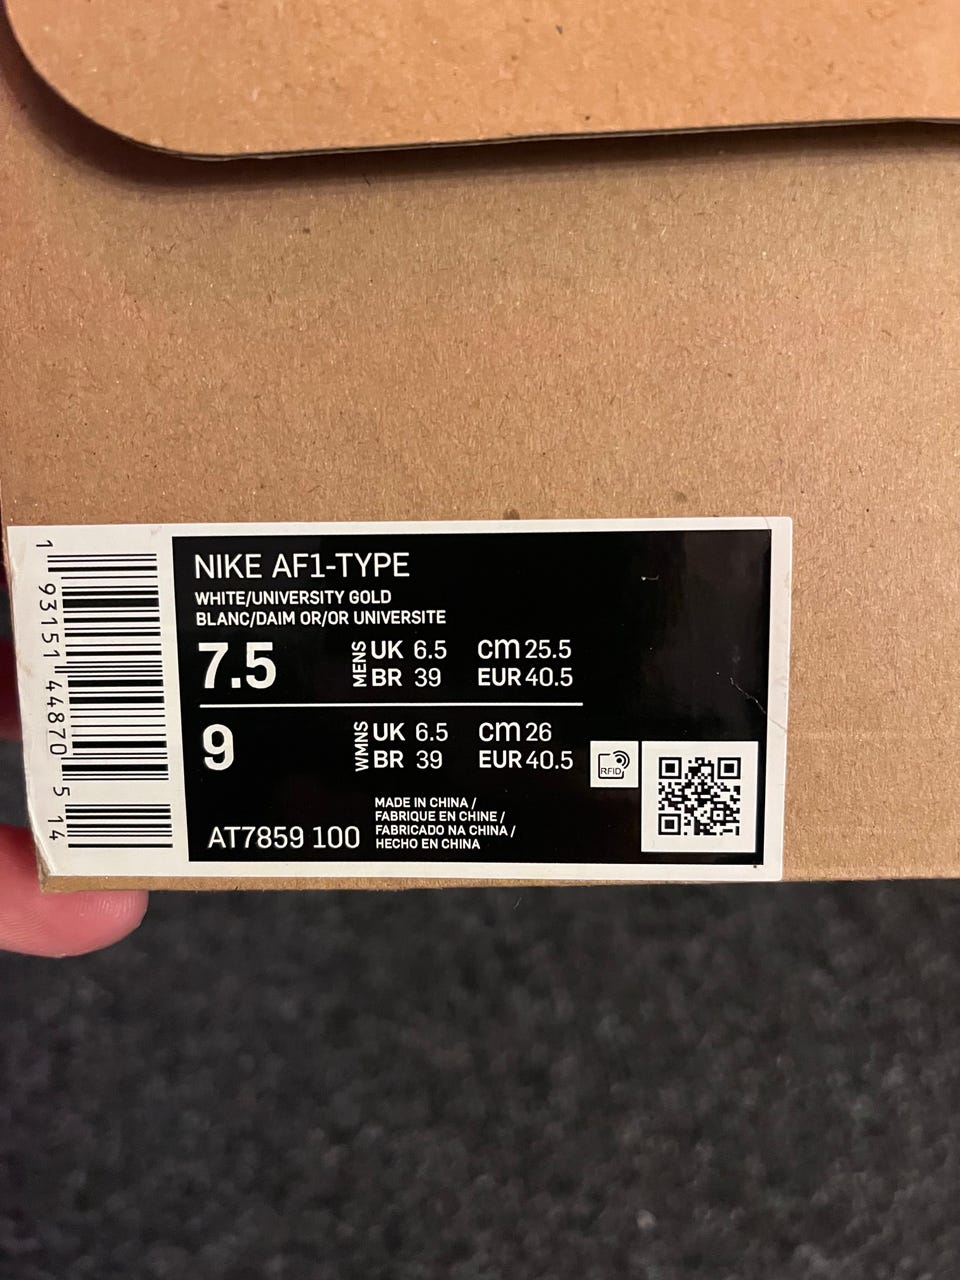 NIKE AF1-TYPE
WHITE/UNIVERSITY GOLD
BLANC/DAIM OR/OR UNIVERSITE
7.5 MENS UK 6.5 cm 25.5
BR 39 EUR 40.5
9 WMNS UK 6.5 cm 26
BR 39 EUR 40.5
RFID
AT7859 100
MADE IN CHINA /
FABRIQUE EN CHINE /
FABRICADO NA CHINA /
HECHO EN CHINA
1 93151 44870 5 14